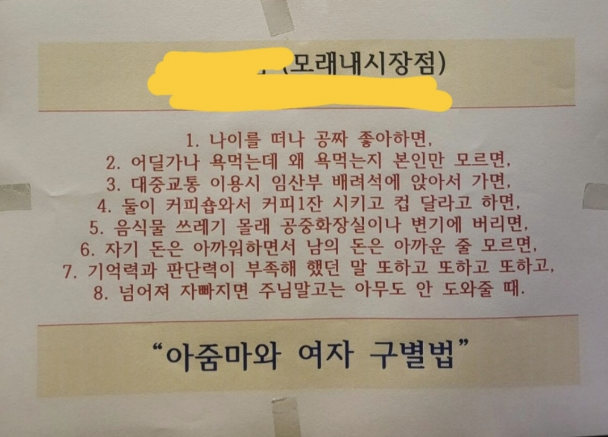 (모래내시장점)
1. 나이를 떠나 공짜 좋아하면,
2. 어딜가나 욕먹는데 왜 욕먹는지 본인만 모르면,
3. 대중교통 이용시 임산부 배려석에 앉아서 가면,
4. 둘이 커피숍와서 커피1잔 시키고 컵 달라고 하면,
5. 음식물 쓰레기 몰래 공중화장실이나 변기에 버리면,
6. 자기 돈은 아까워하면서 남의 돈은 아까운 줄 모르면,
7. 기억력과 판단력이 부족해 했던 말 또하고 또하고 또하고,
8. 넘어져 자빠지면 주님말고는 아무도 안 도와줄 때.
“아줌마와 여자 구별법”